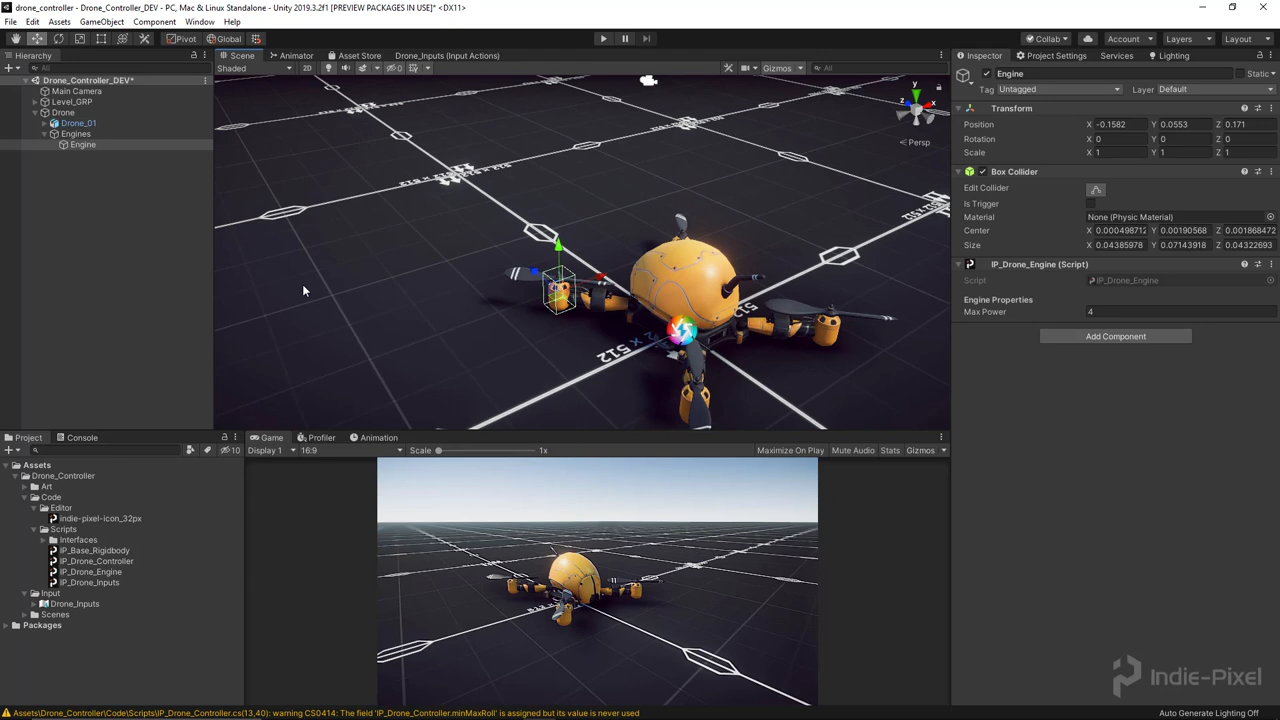 drone_controller - Drone_Controller_DEV - PC, Mac & Linux Standalone - Unity 2019.3.2f1 [PREVIEW PACKAGES IN USE]* <DX11>
File Edit Assets GameObject Component Window Help
Pivot Global Collab Account Layers Layout
Hierarchy
All
Drone_Controller_DEV*
Main Camera
Level_GRP
Drone
Drone_01
Engines
Engine
Scene Animator Asset Store Drone_Inputs (Input Actions)
Shaded 2D 0 Gizmos All
y
x
z
Persp
512 X 512
512
512
Inspector Project Settings Services Lighting
Engine Static
Tag Untagged Layer Default
Transform
Position X -0.1582 Y 0.0553 Z 0.171
Rotation X 0 Y 0 Z 0
Scale X 1 Y 1 Z 1
Box Collider
Edit Collider
Is Trigger
Material None (Physic Material)
Center X 0.000498712 Y 0.00190568 Z 0.001868472
Size X 0.04385978 Y 0.07143918 Z 0.04322693
IP_Drone_Engine (Script)
Script IP_Drone_Engine
Engine Properties
Max Power 4
Add Component
Project Console
10
Assets
Drone_Controller
Art
Code
Editor
indie-pixel-icon_32px
Scripts
Interfaces
IP_Base_Rigidbody
IP_Drone_Controller
IP_Drone_Engine
IP_Drone_Inputs
Input
Drone_Inputs
Scenes
Packages
Game Profiler Animation
Display 1 16:9 Scale 1x Maximize On Play Mute Audio Stats Gizmos
Indie-Pixel
Assets\Drone_Controller\Code\Scripts\IP_Drone_Controller.cs(13,40): warning CS0414: The field 'IP_Drone_Controller.minMaxRoll' is assigned but its value is never used
Auto Generate Lighting Off